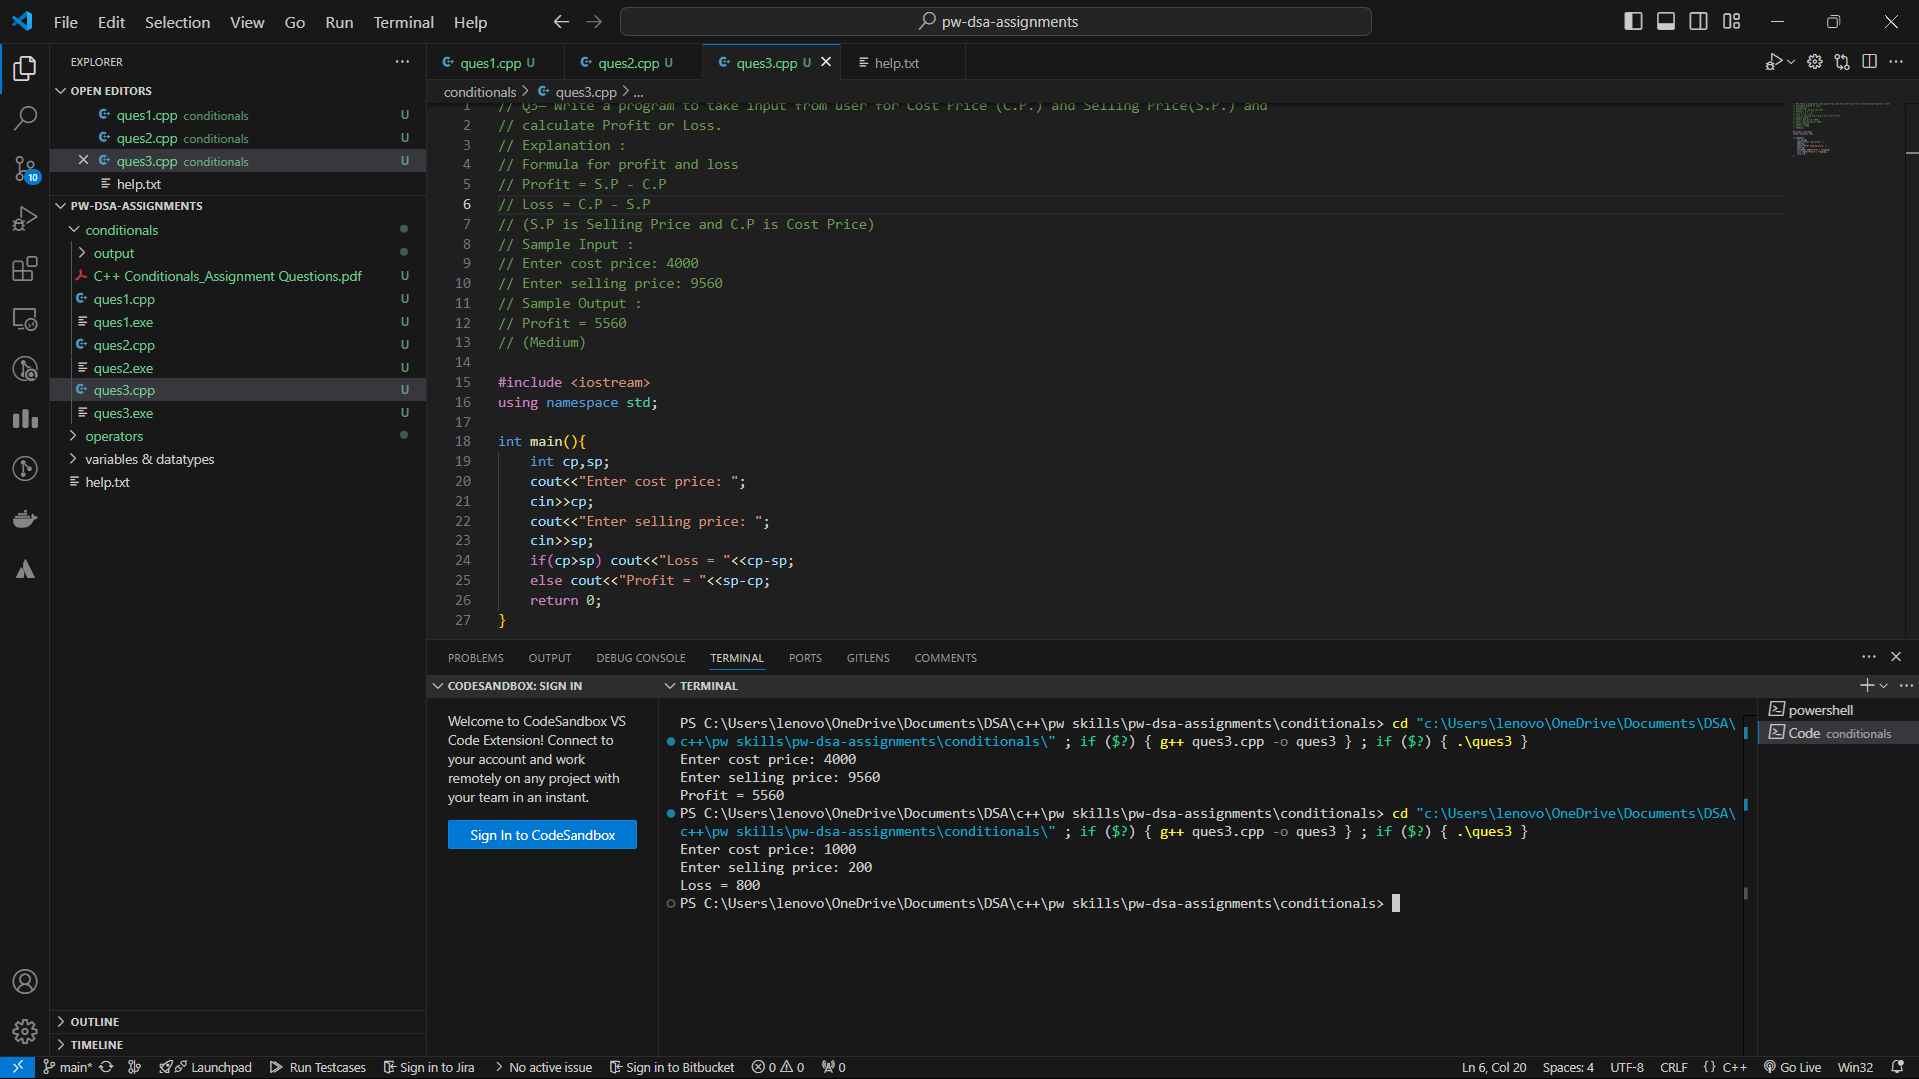 File Edit Selection View Go Run Terminal Help
pw-dsa-assignments
EXPLORER
OPEN EDITORS
ques1.cpp conditionals U
ques2.cpp conditionals U
ques3.cpp conditionals U
help.txt
PW-DSA-ASSIGNMENTS
conditionals
output
C++ Conditionals_Assignment Questions.pdf U
ques1.cpp U
ques1.exe U
ques2.cpp U
ques2.exe U
ques3.cpp U
ques3.exe U
operators
variables & datatypes
help.txt
OUTLINE
TIMELINE
10
ques1.cpp U ques2.cpp U ques3.cpp U help.txt
conditionals > ques3.cpp > ...
1 // Q3– Write a program to take input from user for Cost Price (C.P.) and Selling Price(S.P.) and
2 // calculate Profit or Loss.
3 // Explanation :
4 // Formula for profit and loss
5 // Profit = S.P - C.P
6 // Loss = C.P - S.P
7 // (S.P is Selling Price and C.P is Cost Price)
8 // Sample Input :
9 // Enter cost price: 4000
10 // Enter selling price: 9560
11 // Sample Output :
12 // Profit = 5560
13 // (Medium)
14
15 #include <iostream>
16 using namespace std;
17
18 int main(){
19 int cp,sp;
20 cout<<"Enter cost price: ";
21 cin>>cp;
22 cout<<"Enter selling price: ";
23 cin>>sp;
24 if(cp>sp) cout<<"Loss = "<<cp-sp;
25 else cout<<"Profit = "<<sp-cp;
26 return 0;
27 }
PROBLEMS OUTPUT DEBUG CONSOLE TERMINAL PORTS GITLENS COMMENTS
CODESANDBOX: SIGN IN
Welcome to CodeSandbox VS
Code Extension! Connect to
your account and work
remotely on any project with
your team in an instant.
Sign In to CodeSandbox
TERMINAL
PS C:\Users\lenovo\OneDrive\Documents\DSA\c++\pw skills\pw-dsa-assignments\conditionals> cd "c:\Users\lenovo\OneDrive\Documents\DSA\
c++\pw skills\pw-dsa-assignments\conditionals\" ; if ($?) { g++ ques3.cpp -o ques3 } ; if ($?) { .\ques3 }
Enter cost price: 4000
Enter selling price: 9560
Profit = 5560
PS C:\Users\lenovo\OneDrive\Documents\DSA\c++\pw skills\pw-dsa-assignments\conditionals> cd "c:\Users\lenovo\OneDrive\Documents\DSA\
c++\pw skills\pw-dsa-assignments\conditionals\" ; if ($?) { g++ ques3.cpp -o ques3 } ; if ($?) { .\ques3 }
Enter cost price: 1000
Enter selling price: 200
Loss = 800
PS C:\Users\lenovo\OneDrive\Documents\DSA\c++\pw skills\pw-dsa-assignments\conditionals>
powershell
Code conditionals
main* Launchpad Run Testcases Sign in to Jira No active issue Sign in to Bitbucket 0 0 0 Ln 6, Col 20 Spaces: 4 UTF-8 CRLF {} C++ Go Live Win32